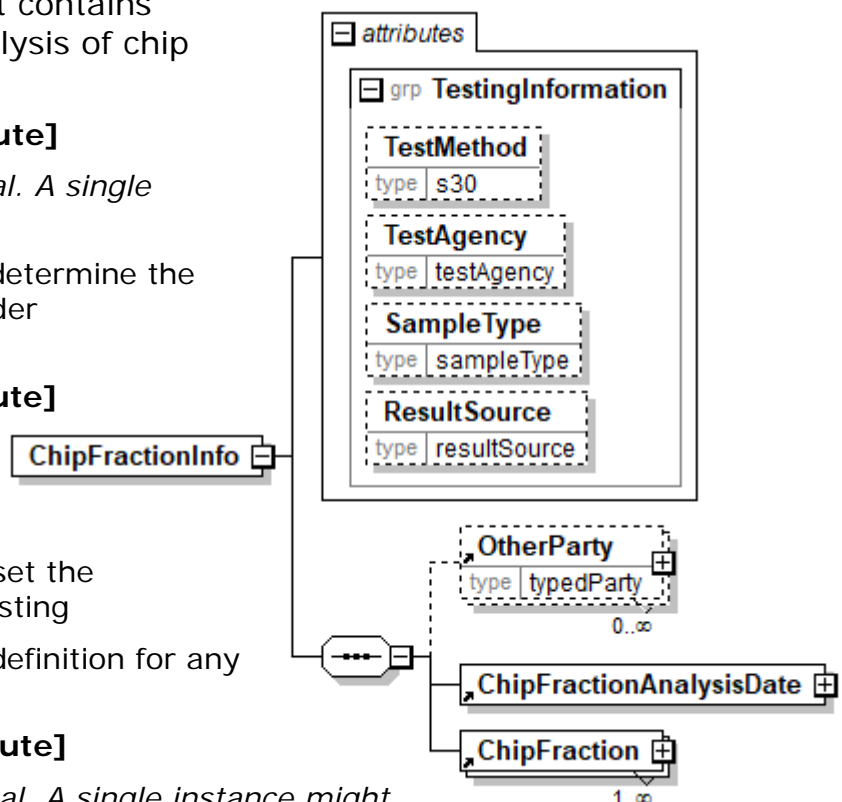 t contains
lysis of chip
ute]
al. A single
determine the
der
ute]
set the
sting
definition for any
ute]
al. A single instance might
attributes
grp TestingInformation
TestMethod
type s30
TestAgency
type testAgency
SampleType
type sampleType
ResultSource
type resultSource
ChipFractionInfo
OtherParty
type typedParty
0..∞
ChipFractionAnalysisDate
ChipFraction
1..∞